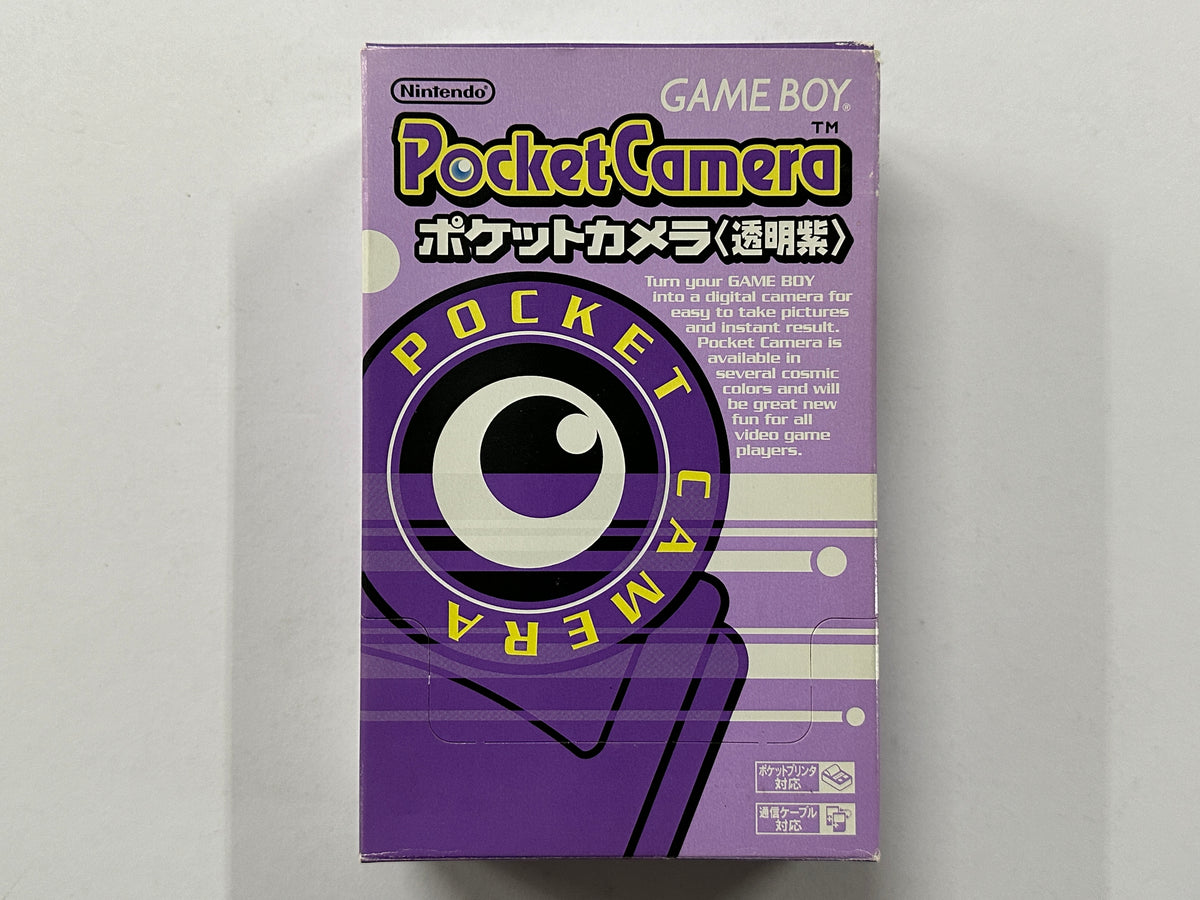 Nintendo®
GAME BOY®
PocketCamera™
ポケットカメラ〈透明紫〉
Turn your GAME BOY
into a digital camera for
easy to take pictures
and instant result.
Pocket Camera is
available in
several cosmic
colors and will
be great new
fun for all
video game
players.
POCKET CAMERA
ポケットプリンタ
対応
通信ケーブル
対応